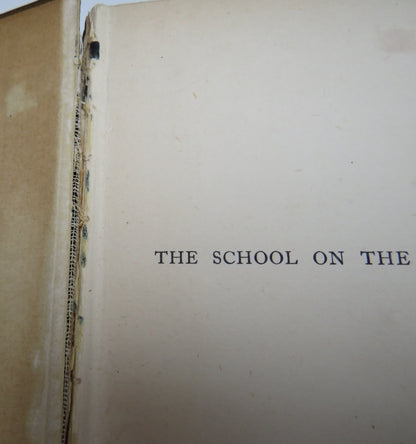 THE SCHOOL ON THE